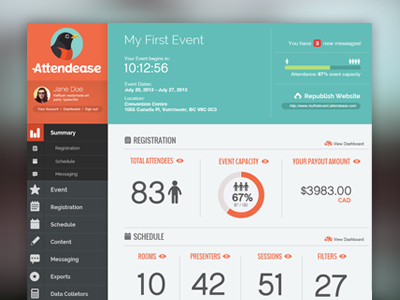 Attendease
Jane Doe
Your Account | Dashboard | Sign out
Summary
Registration
Schedule
Messaging
Event
Registration
Schedule
Content
Messaging
Exports
Data Colletors
My First Event
Your Event begins in:
10:12:56
Event Dates:
July 25, 2013 - July 27, 2013
Location:
Convention Centre
1055 Canada Pl, Vancouver, BC V6C 0C3
You have 3 new messages!
Attendance: 67% event capacity
Republish Website
http://www.myfirstevent.attendease.com
REGISTRATION
View Dashboard
TOTAL ATTENDEES
83
EVENT CAPACITY
67%
YOUR PAYOUT AMOUNT
$3983.00
CAD
SCHEDULE
View Dashboard
ROOMS
10
PRESENTERS
42
SESSIONS
51
FILTERS
27